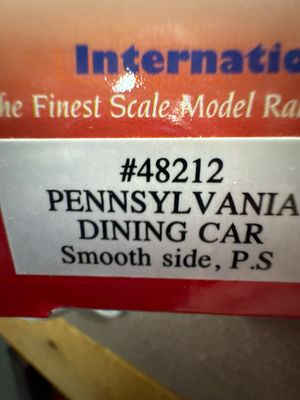 Internatio
he Finest Scale Model Ra
#48212
PENNSYLVANIA
DINING CAR
Smooth side, P.S